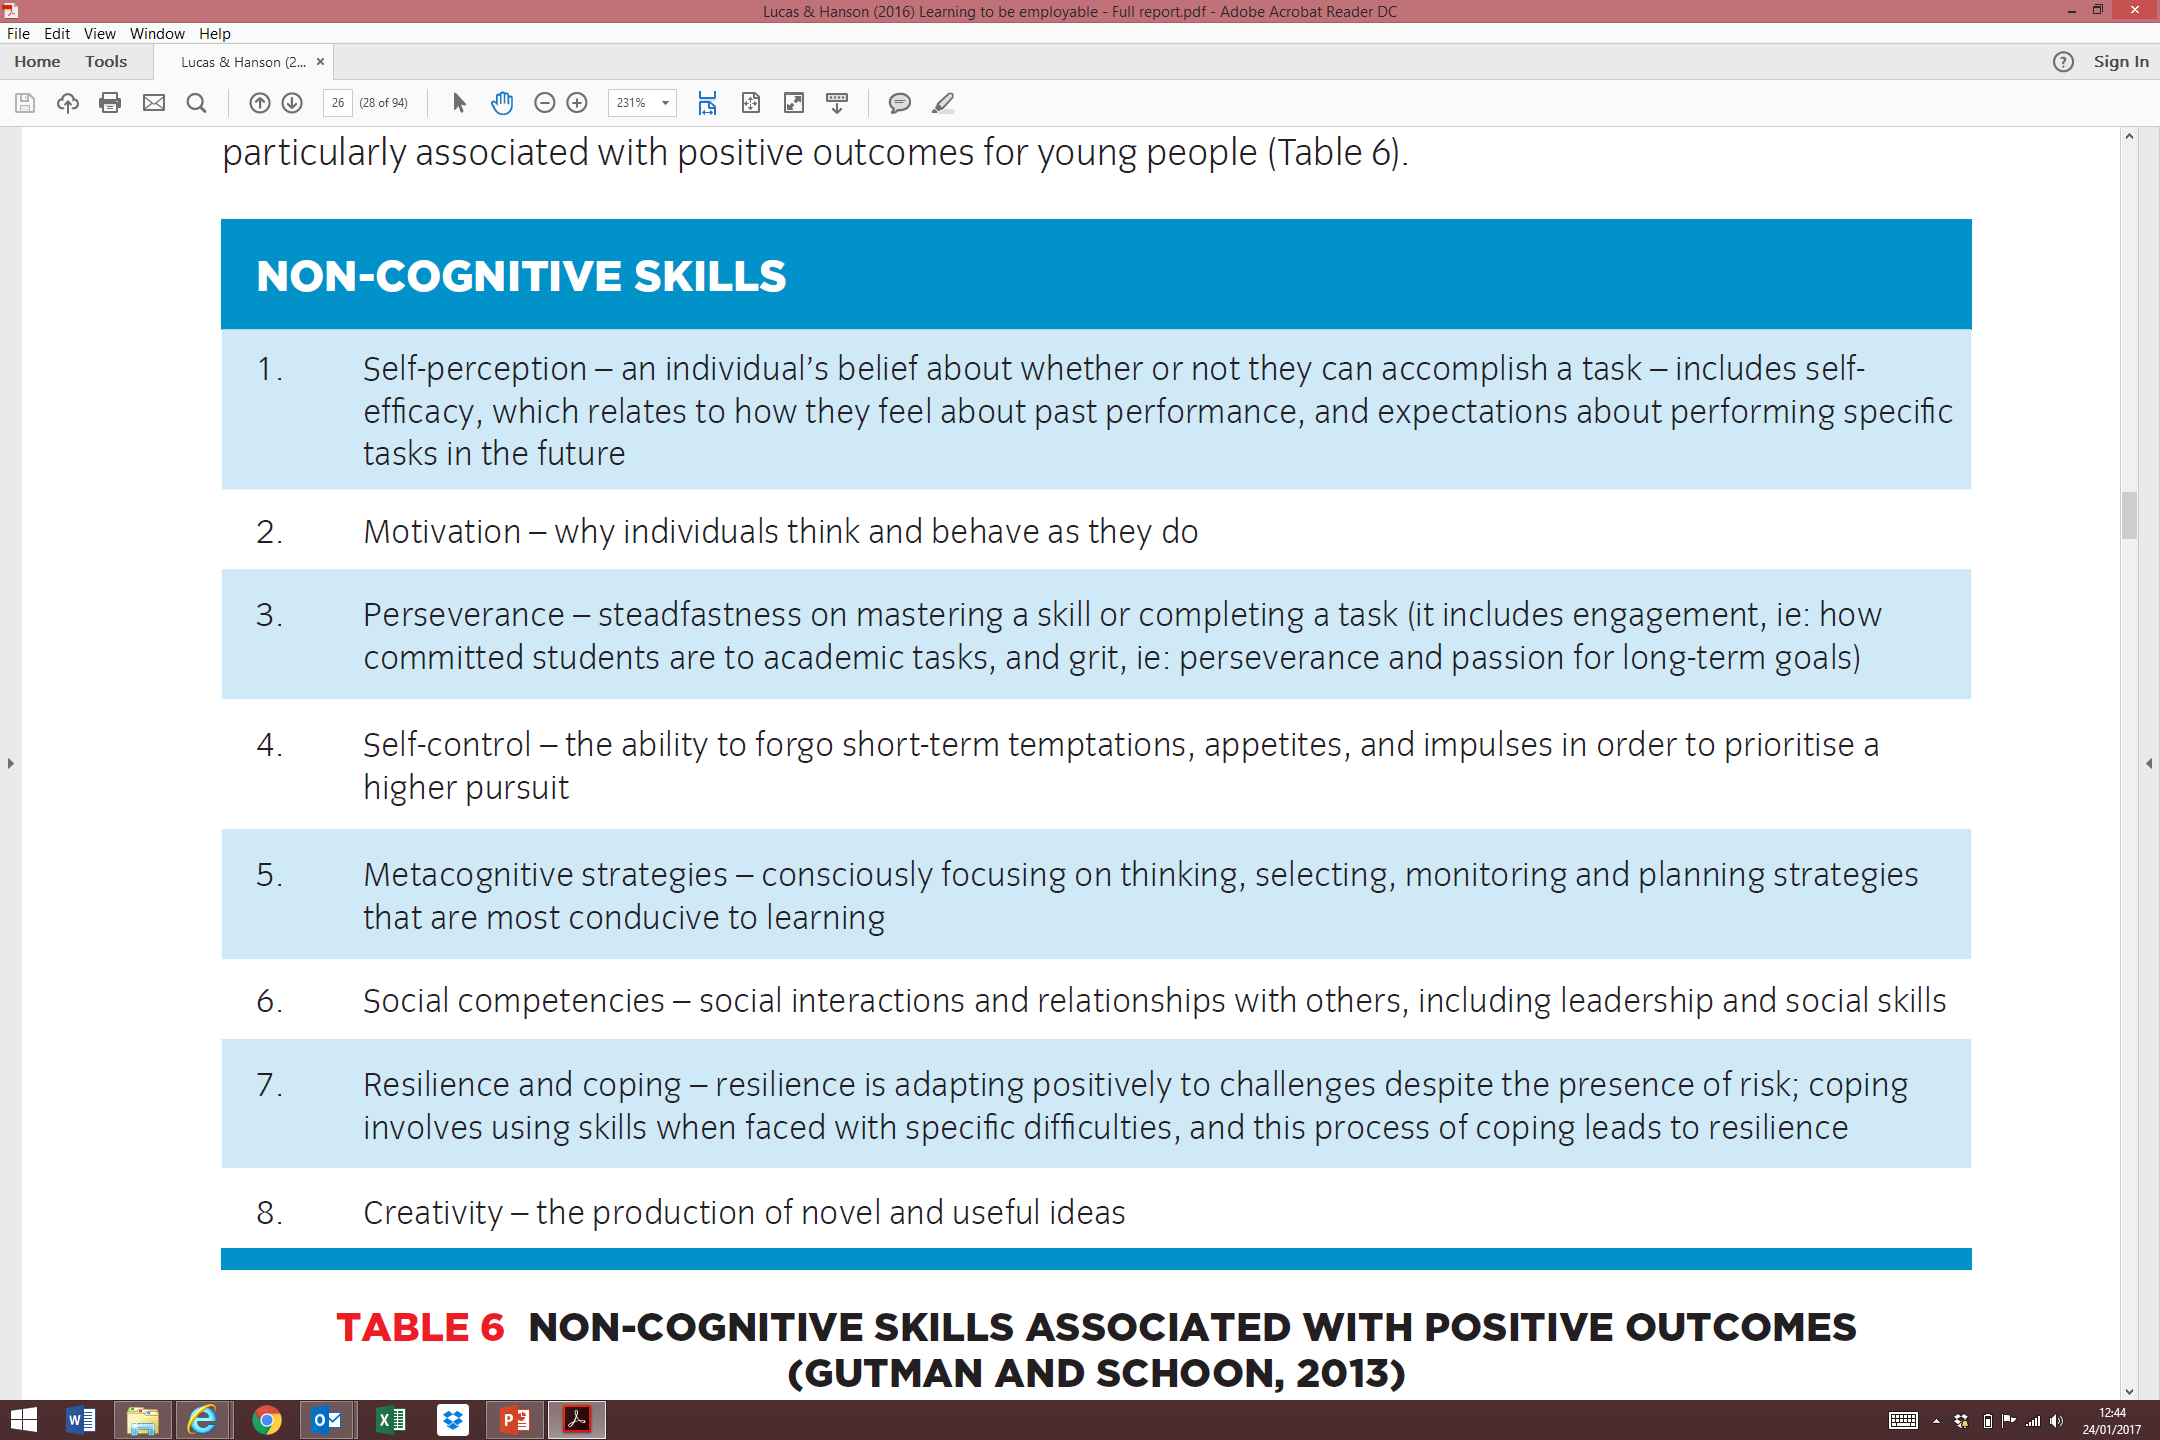 Lucas & Hanson (2016) Learning to be employable - Full report.pdf - Adobe Acrobat Reader DC
File Edit View Window Help
Home Tools Lucas & Hanson (2... × ? Sign In
26 (28 of 94) 231%
particularly associated with positive outcomes for young people (Table 6).
NON-COGNITIVE SKILLS
1. Self-perception – an individual’s belief about whether or not they can accomplish a task – includes self-
efficacy, which relates to how they feel about past performance, and expectations about performing specific
tasks in the future
2. Motivation – why individuals think and behave as they do
3. Perseverance – steadfastness on mastering a skill or completing a task (it includes engagement, ie: how
committed students are to academic tasks, and grit, ie: perseverance and passion for long-term goals)
4. Self-control – the ability to forgo short-term temptations, appetites, and impulses in order to prioritise a
higher pursuit
5. Metacognitive strategies – consciously focusing on thinking, selecting, monitoring and planning strategies
that are most conducive to learning
6. Social competencies – social interactions and relationships with others, including leadership and social skills
7. Resilience and coping – resilience is adapting positively to challenges despite the presence of risk; coping
involves using skills when faced with specific difficulties, and this process of coping leads to resilience
8. Creativity – the production of novel and useful ideas
TABLE 6 NON-COGNITIVE SKILLS ASSOCIATED WITH POSITIVE OUTCOMES
(GUTMAN AND SCHOON, 2013)
12:44
24/01/2017